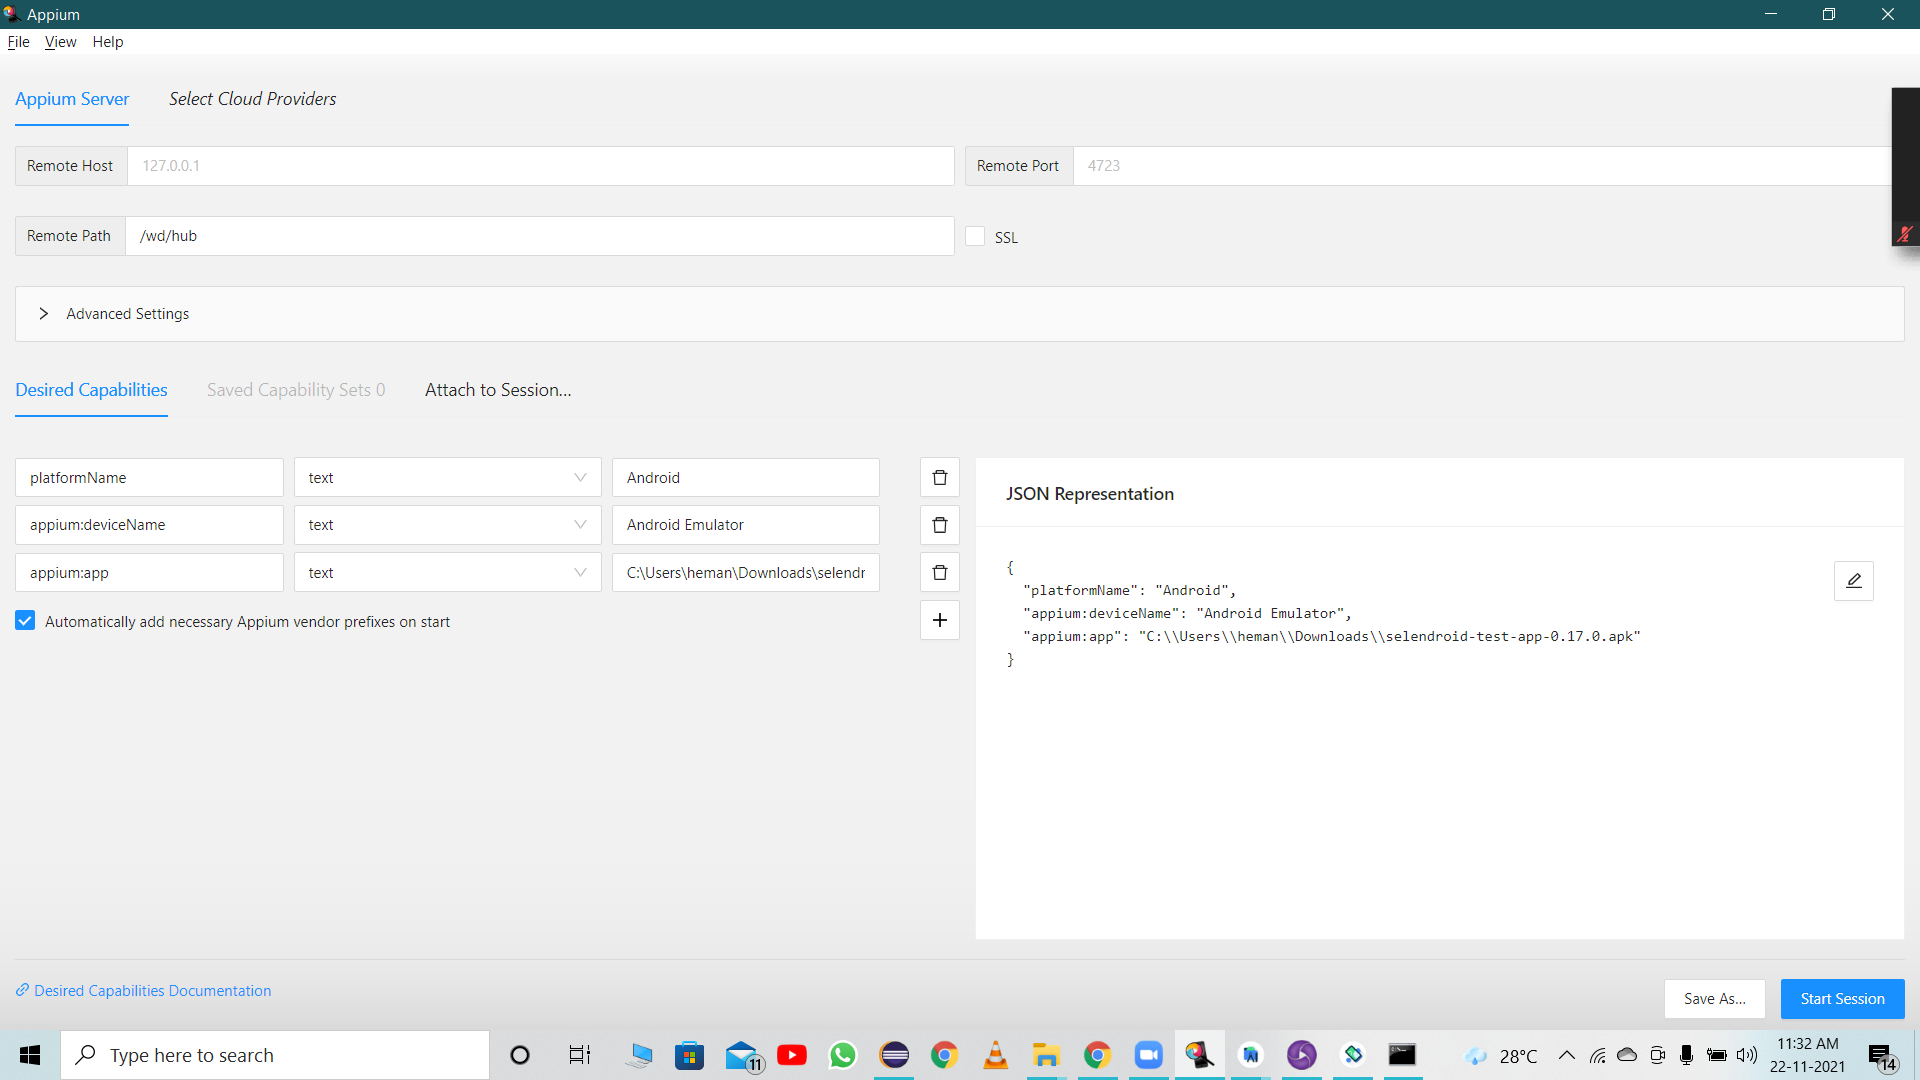 Appium
File View Help
Appium Server Select Cloud Providers
Remote Host 127.0.0.1 Remote Port 4723
Remote Path /wd/hub SSL
Advanced Settings
Desired Capabilities Saved Capability Sets 0 Attach to Session...
platformName text Android
appium:deviceName text Android Emulator
appium:app text C:\Users\heman\Downloads\selendr
Automatically add necessary Appium vendor prefixes on start
JSON Representation
{
"platformName": "Android",
"appium:deviceName": "Android Emulator",
"appium:app": "C:\\Users\\heman\\Downloads\\selendroid-test-app-0.17.0.apk"
}
Desired Capabilities Documentation
Save As... Start Session
Type here to search
11
28°C
11:32 AM
22-11-2021
14